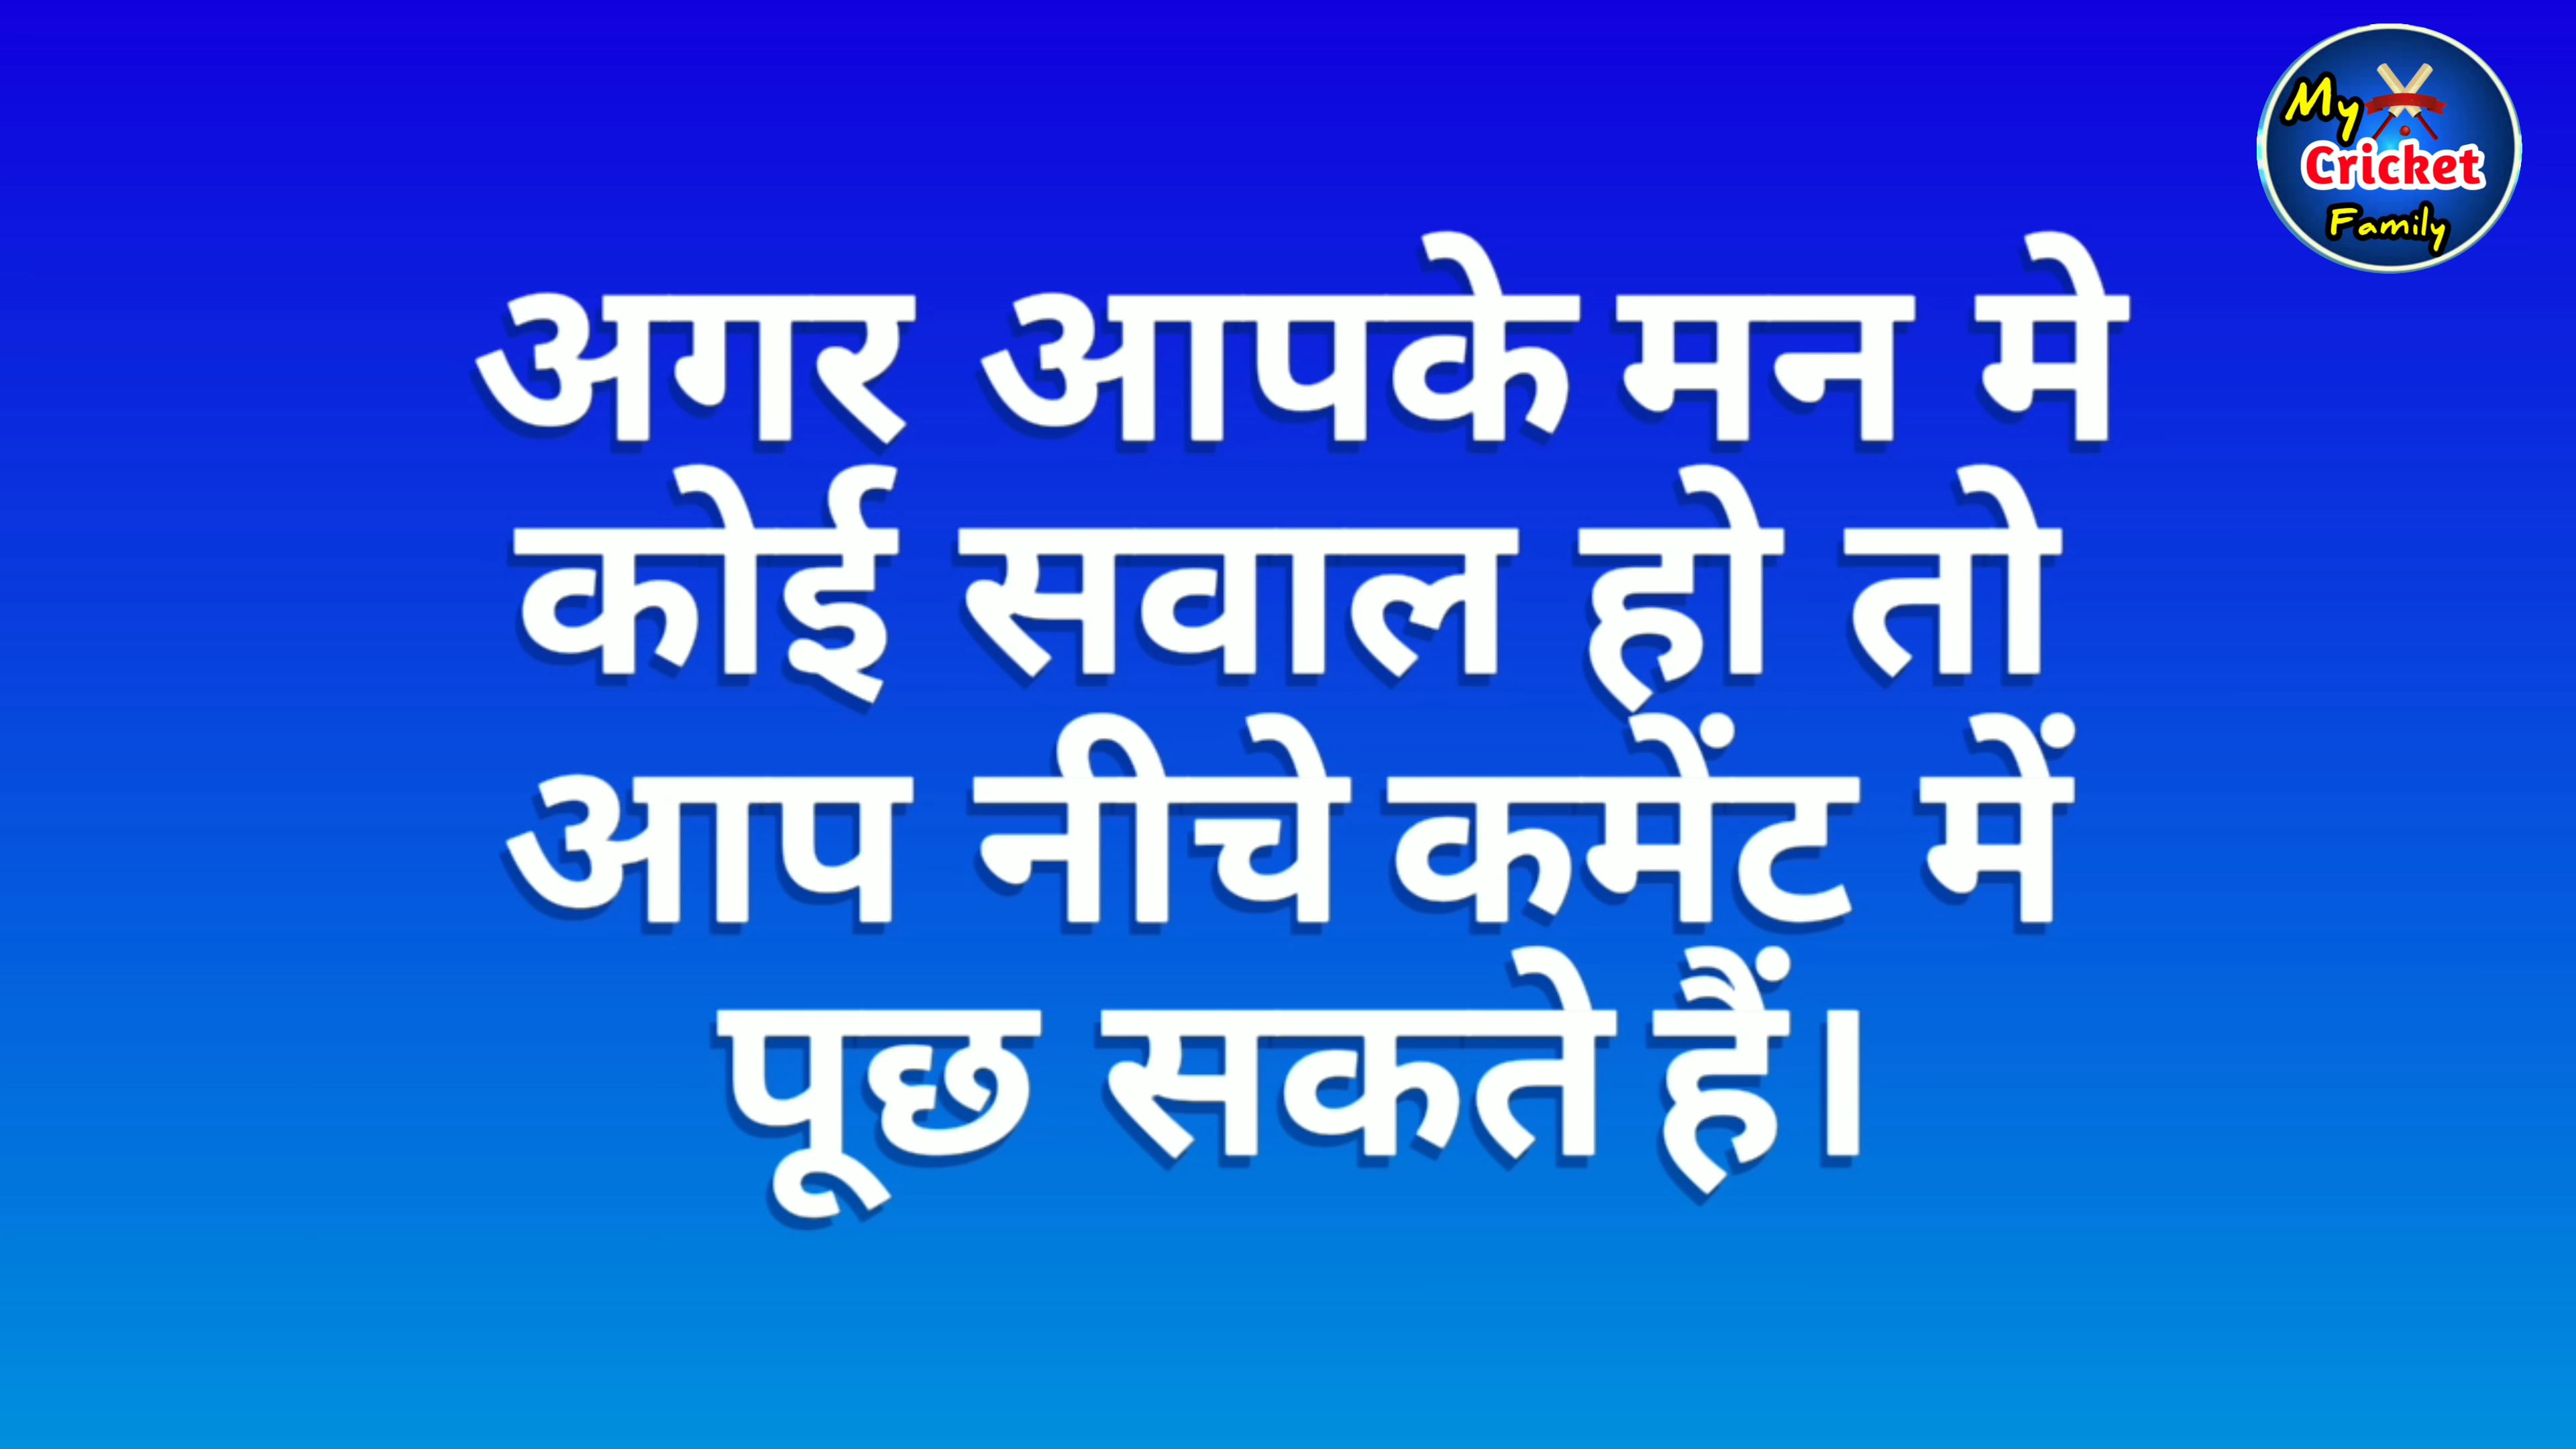 My
Cricket
Family
अगर आपके मन मे
कोई सवाल हो तो
आप नीचे कमेंट में
पूछ सकते हैं।